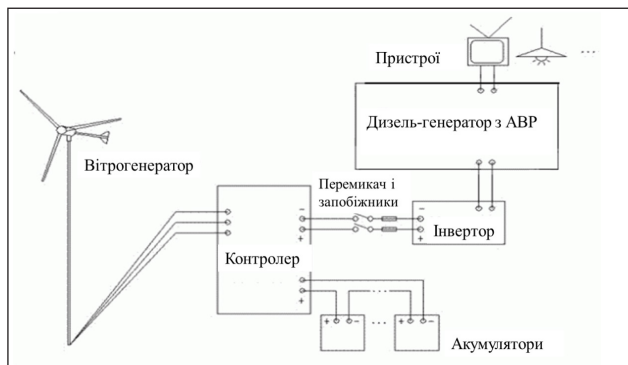 Пристрої
...
Дизель-генератор з АВР
Вітрогенератор
Перемикач і
запобіжники
−
+
−
+
Інвертор
Контролер
−
+
+ − ... + −
...
Акумулятори